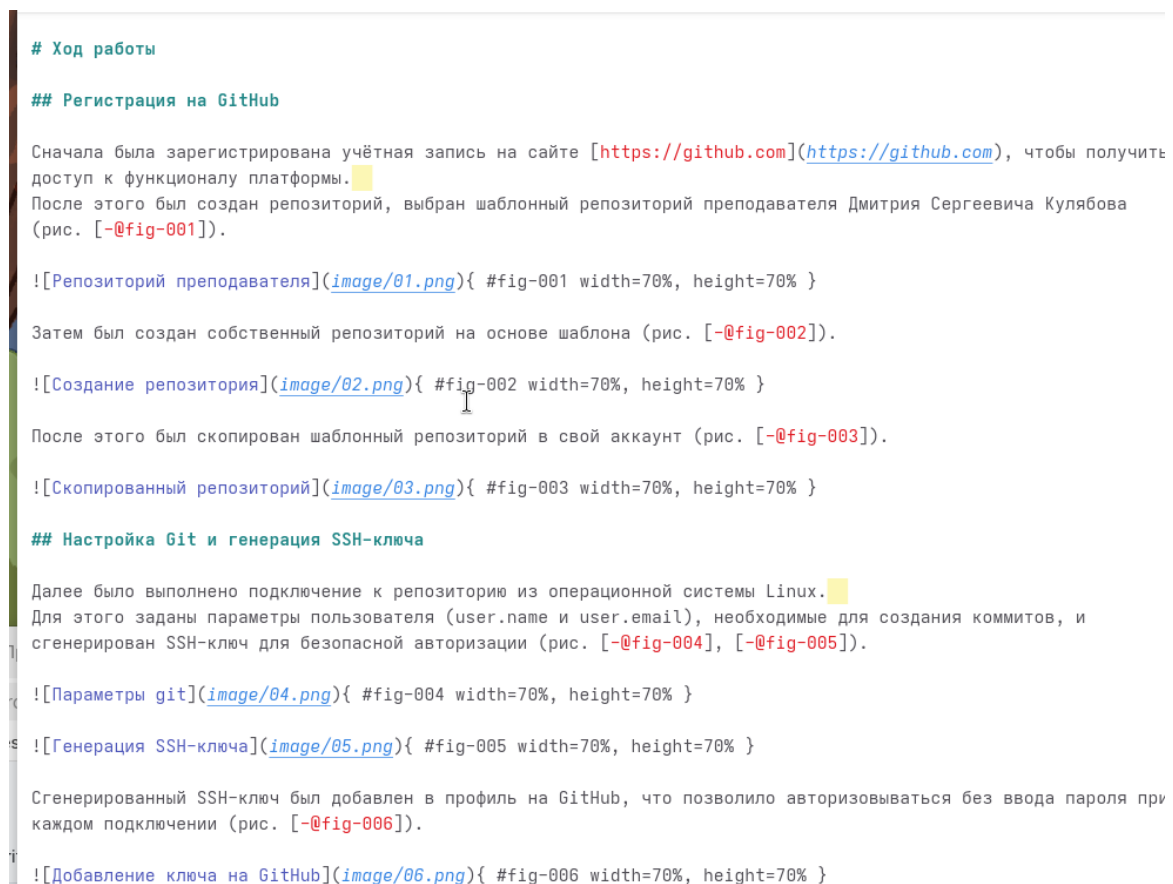 # Ход работы
## Регистрация на GitHub
Сначала была зарегистрирована учётная запись на сайте [https://github.com](https://github.com), чтобы получить
доступ к функционалу платформы.
После этого был создан репозиторий, выбран шаблонный репозиторий преподавателя Дмитрия Сергеевича Кулябова
(рис. [-@fig-001]).
![Репозиторий преподавателя](image/01.png){ #fig-001 width=70%, height=70% }
Затем был создан собственный репозиторий на основе шаблона (рис. [-@fig-002]).
![Создание репозитория](image/02.png){ #fig-002 width=70%, height=70% }
После этого был скопирован шаблонный репозиторий в свой аккаунт (рис. [-@fig-003]).
![Скопированный репозиторий](image/03.png){ #fig-003 width=70%, height=70% }
## Настройка Git и генерация SSH-ключа
Далее было выполнено подключение к репозиторию из операционной системы Linux.
Для этого заданы параметры пользователя (user.name и user.email), необходимые для создания коммитов, и
сгенерирован SSH-ключ для безопасной авторизации (рис. [-@fig-004], [-@fig-005]).
![Параметры git](image/04.png){ #fig-004 width=70%, height=70% }
![Генерация SSH-ключа](image/05.png){ #fig-005 width=70%, height=70% }
Сгенерированный SSH-ключ был добавлен в профиль на GitHub, что позволило авторизовываться без ввода пароля при
каждом подключении (рис. [-@fig-006]).
![Добавление ключа на GitHub](image/06.png){ #fig-006 width=70%, height=70% }